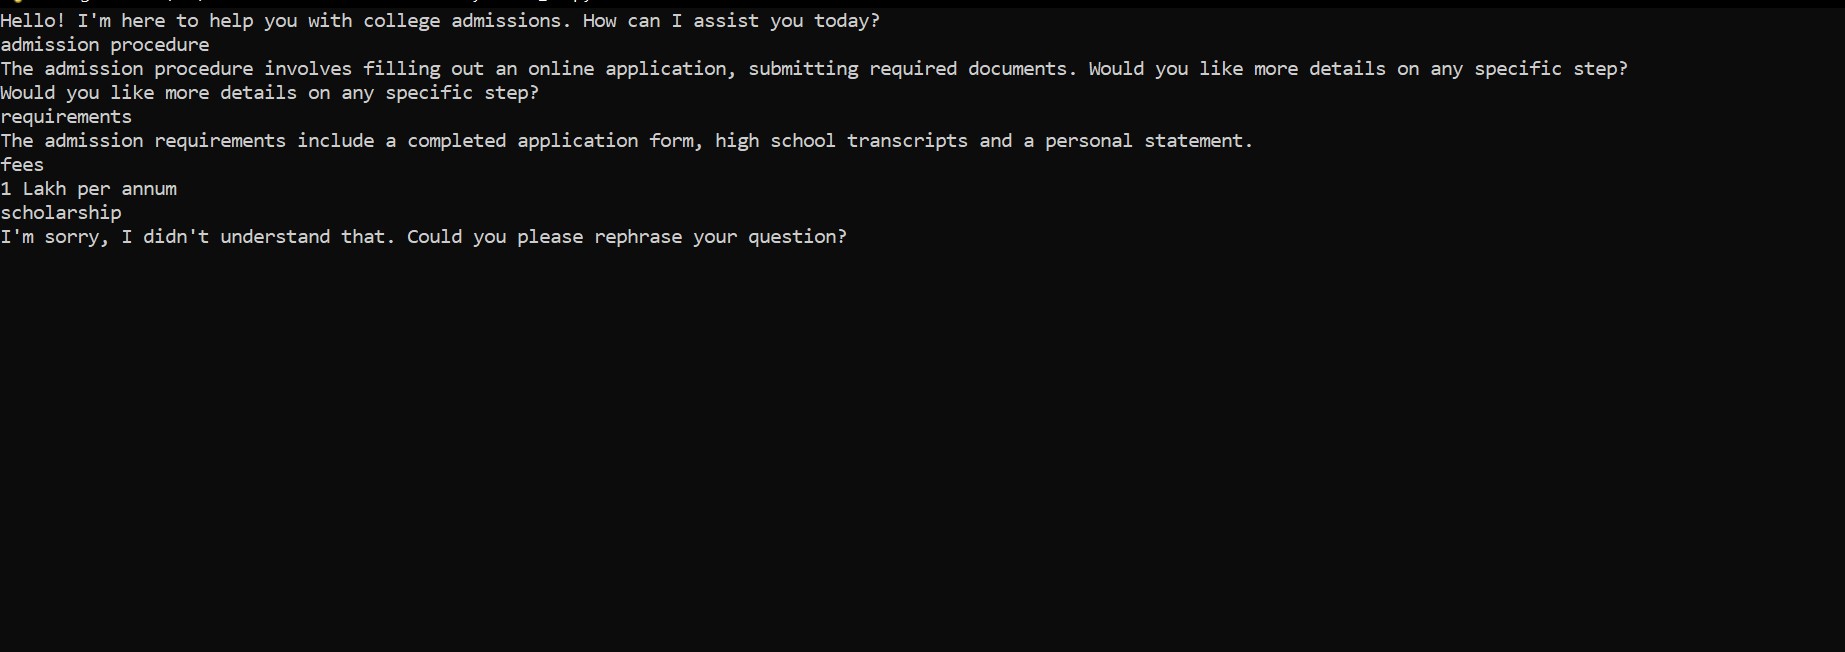 Hello! I'm here to help you with college admissions. How can I assist you today?
admission procedure
The admission procedure involves filling out an online application, submitting required documents. Would you like more details on any specific step?
Would you like more details on any specific step?
requirements
The admission requirements include a completed application form, high school transcripts and a personal statement.
fees
1 Lakh per annum
scholarship
I'm sorry, I didn't understand that. Could you please rephrase your question?